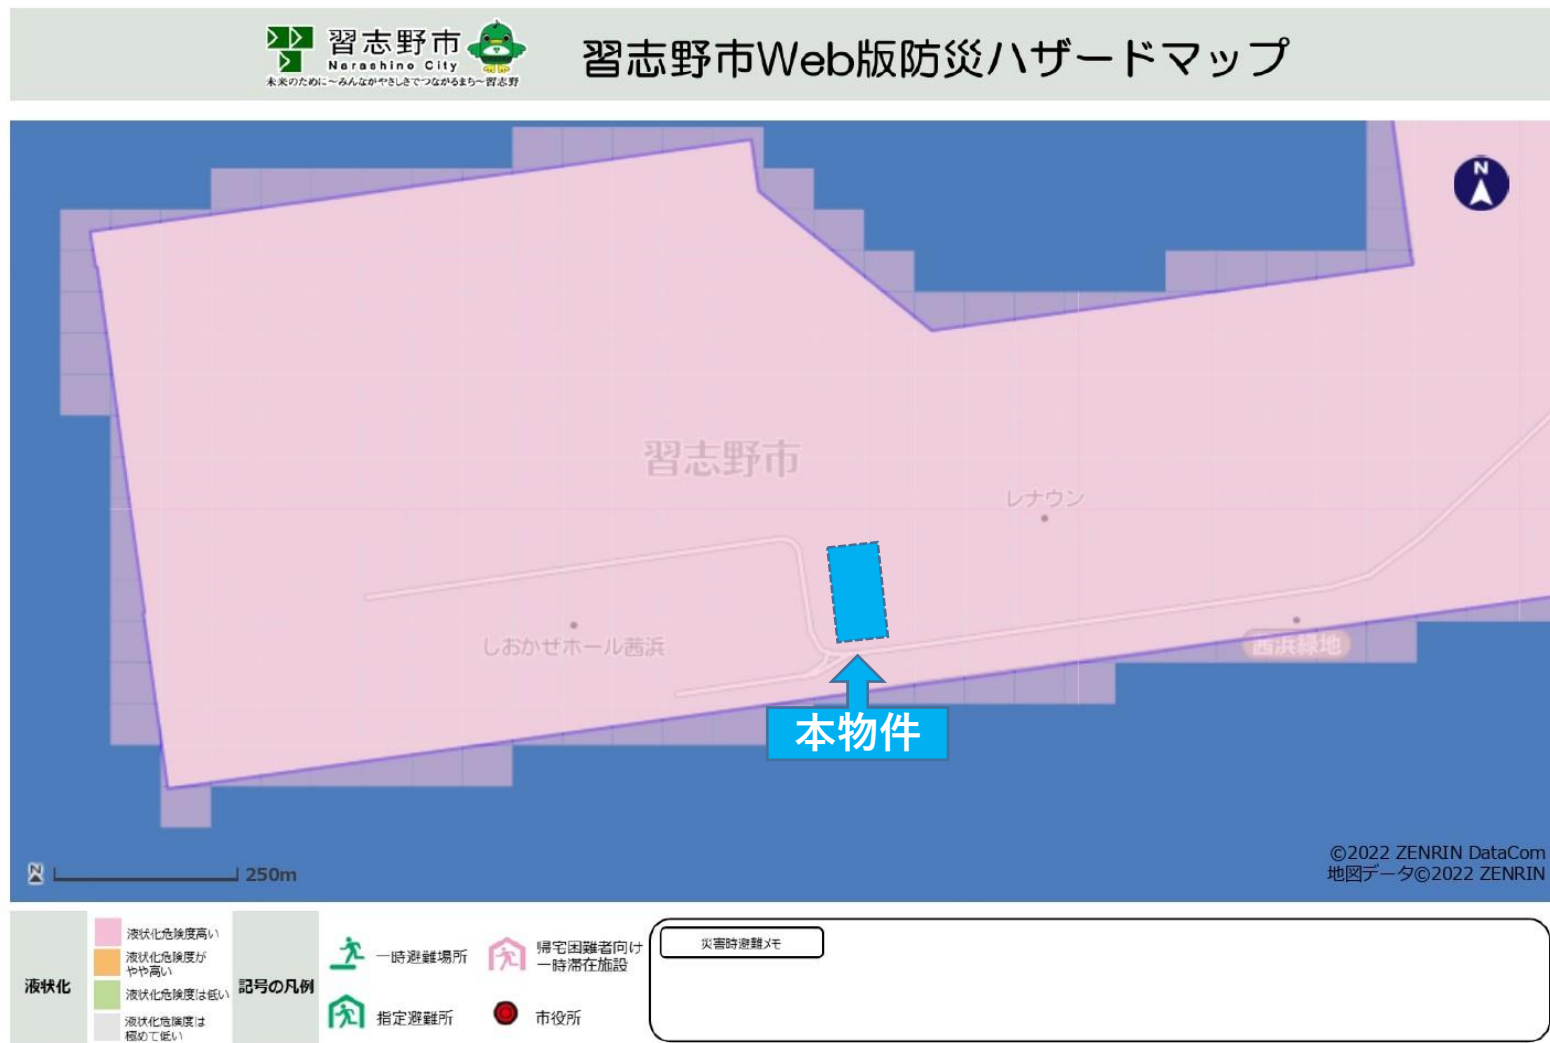 習志野市
Narashino City
未来のために～みんながやさしさでつながるまち～習志野
習志野市Web版防災ハザードマップ
N
習志野市
レナウン
しおかぜホール茜浜
茜浜緑地
本物件
©2022 ZENRIN DataCom
地図データ©2022 ZENRIN
N
250m
液状化
液状化危険度高い
液状化危険度が
やや高い
液状化危険度は低い
液状化危険度は
極めて低い
記号の凡例
一時避難場所
指定避難所
帰宅困難者向け
一時滞在施設
市役所
災害時避難メモ